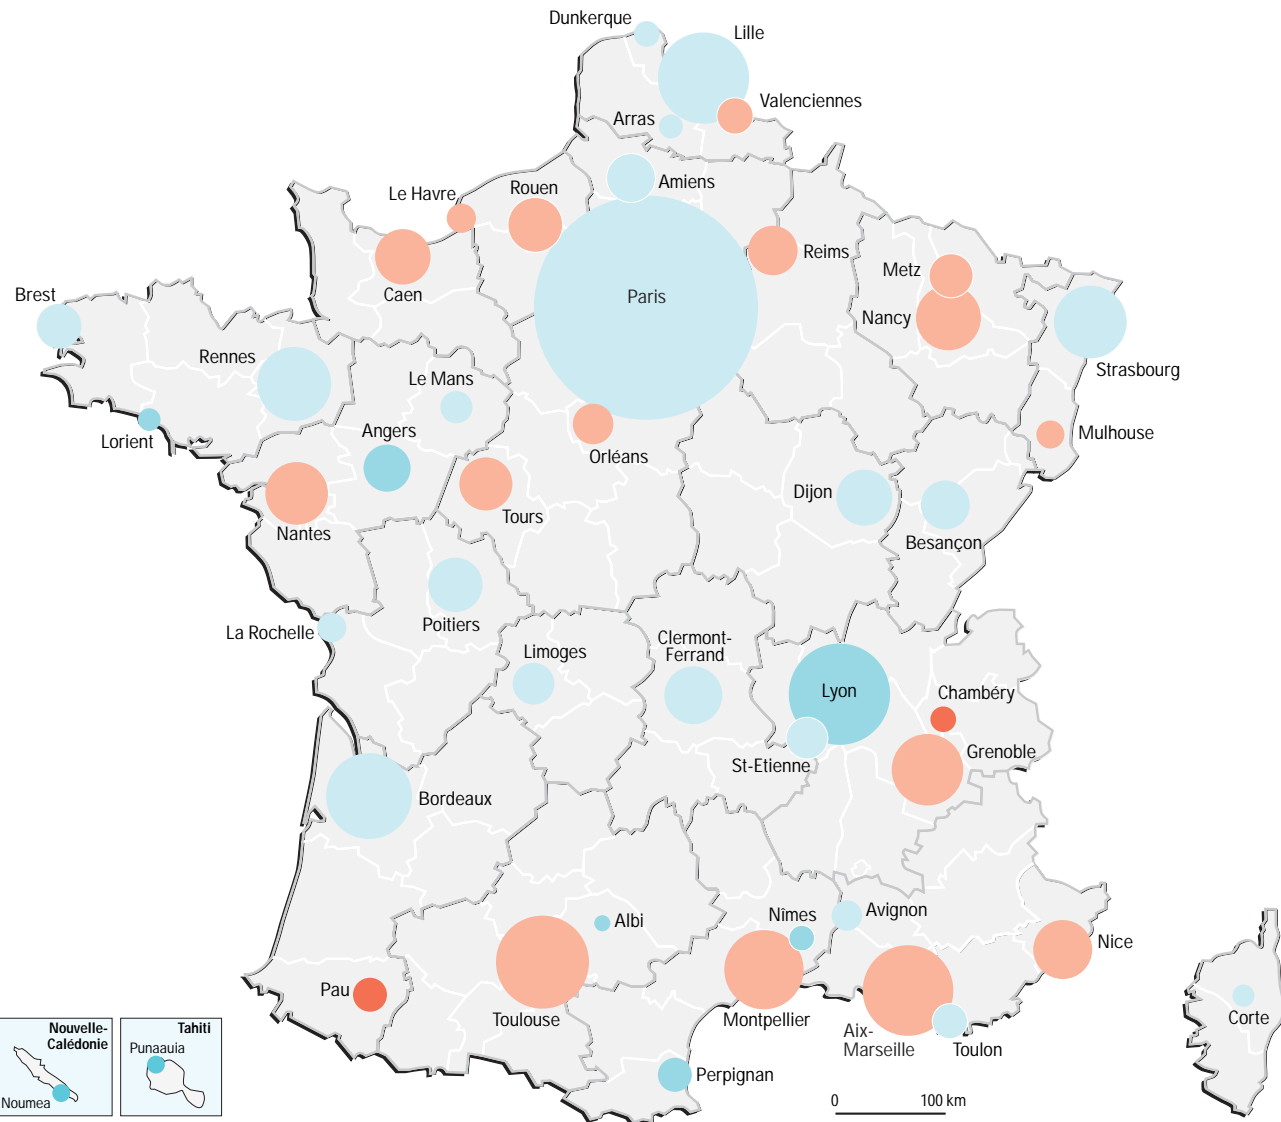 Dunkerque
Lille
Valenciennes
Arras
Amiens
Le Havre
Rouen
Reims
Caen
Metz
Paris
Nancy
Brest
Rennes
Strasbourg
Le Mans
Lorient
Angers
Mulhouse
Orléans
Dijon
Tours
Nantes
Besançon
Poitiers
La Rochelle
Limoges
Clermont-
Ferrand
Lyon
Chambéry
Grenoble
St-Etienne
Bordeaux
Avignon
Nîmes
Albi
Nice
Pau
Toulouse
Montpellier
Aix-
Marseille
Toulon
Corte
Perpignan
Nouvelle-
Calédonie
Noumea
Tahiti
Punaauia
0 100 km